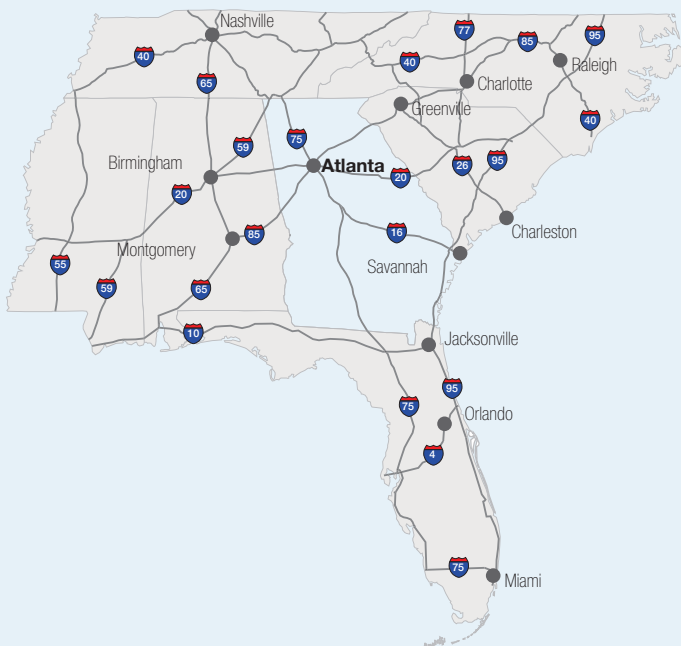 Nashville
77
95
85
40
40
Raleigh
65
Charlotte
Greenville
40
75
59
Birmingham
Atlanta
95
26
20
20
Charleston
16
85
Montgomery
55
Savannah
59
65
10
Jacksonville
95
75
Orlando
4
75
Miami